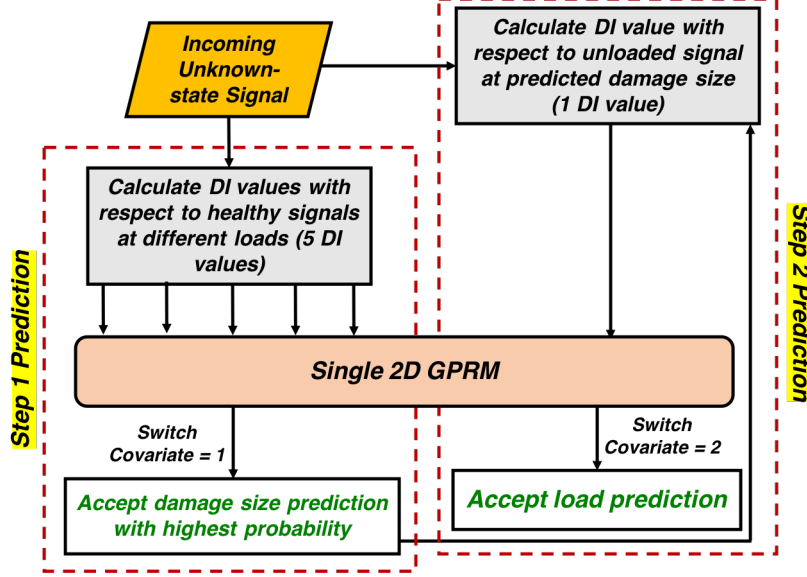 Incoming
Unknown-
state Signal
Calculate DI value with
respect to unloaded signal
at predicted damage size
(1 DI value)
Calculate DI values with
respect to healthy signals
at different loads (5 DI
values)
Step 1 Prediction
Step 2 Prediction
Single 2D GPRM
Switch
Covariate = 1
Switch
Covariate = 2
Accept damage size prediction
with highest probability
Accept load prediction